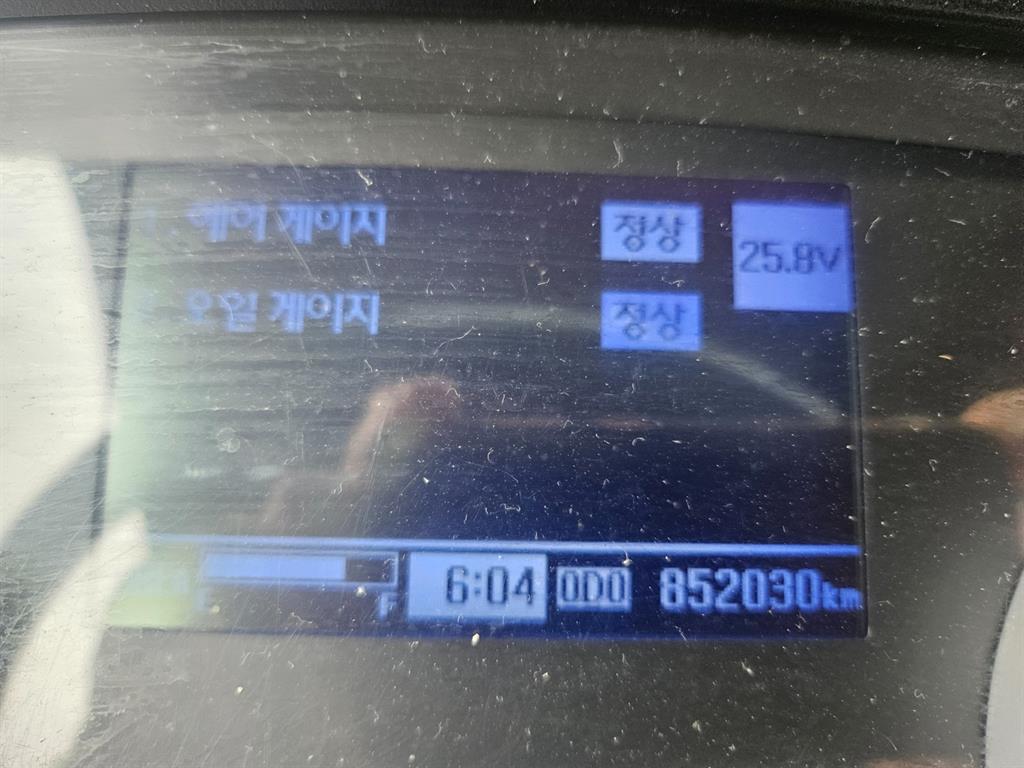 에어 게이지 정상 25.8V
오일 게이지 정상
F 6:04 ODO 852030km